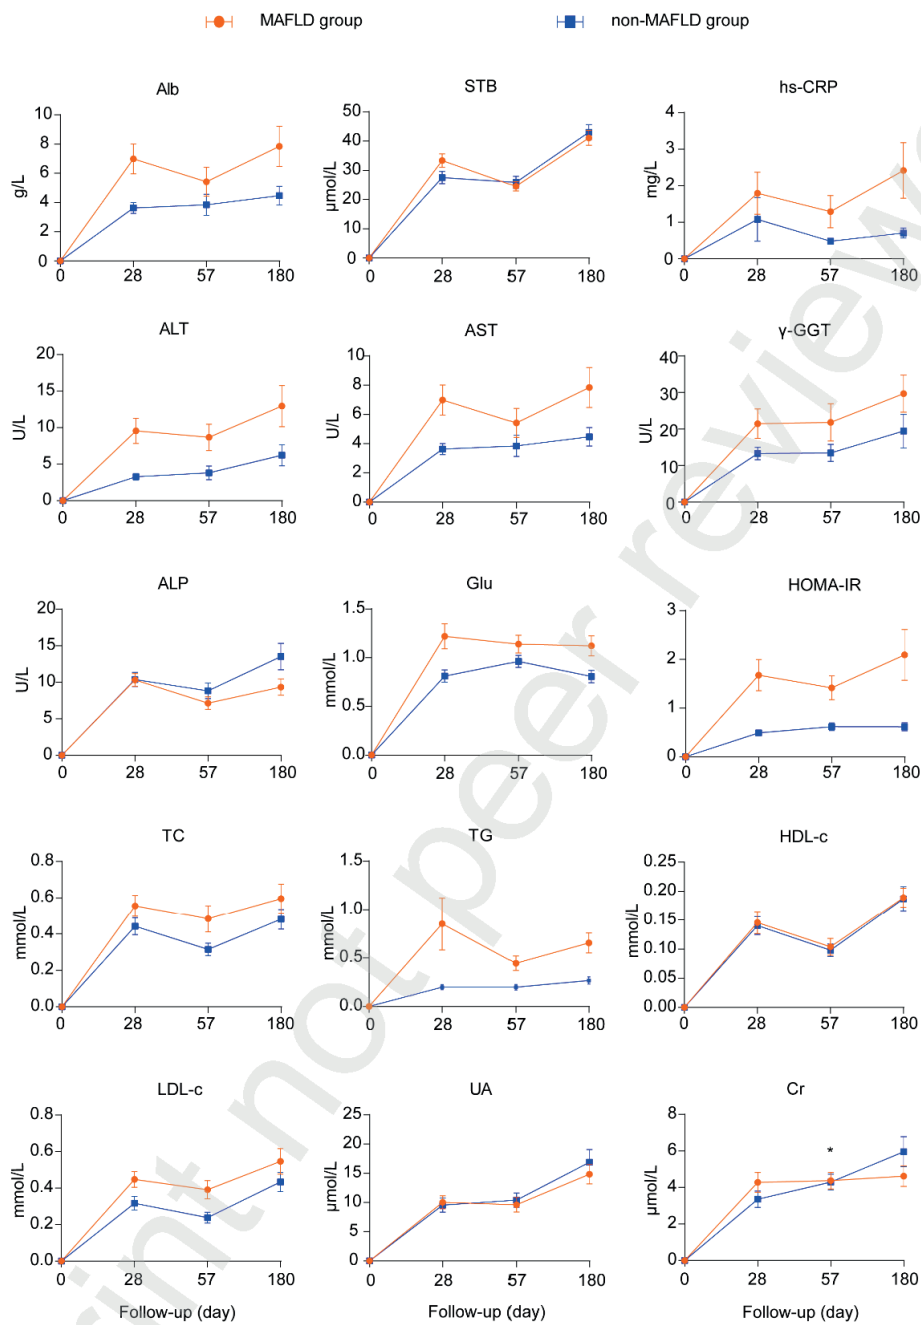 MAFLD group non-MAFLD group
Alb STB hs-CRP
g/L 10 8 6 4 2 0 0 28 57 180
μmol/L 50 40 30 20 10 0 0 28 57 180
mg/L 4 3 2 1 0 0 28 57 180
ALT AST γ-GGT
U/L 20 15 10 5 0 0 28 57 180
U/L 10 8 6 4 2 0 0 28 57 180
U/L 40 30 20 10 0 0 28 57 180
ALP Glu HOMA-IR
U/L 20 15 10 5 0 0 28 57 180
mmol/L 1.5 1.0 0.5 0.0 0 28 57 180
3 2 1 0 0 28 57 180
TC TG HDL-c
mmol/L 0.8 0.6 0.4 0.2 0.0 0 28 57 180
mmol/L 1.5 1.0 0.5 0.0 0 28 57 180
mmol/L 0.25 0.20 0.15 0.10 0.05 0.00 0 28 57 180
LDL-c UA Cr
mmol/L 0.8 0.6 0.4 0.2 0.0 0 28 57 180
μmol/L 25 20 15 10 5 0 0 28 57 180
μmol/L 8 6 4 2 0 * 0 28 57 180
Follow-up (day) Follow-up (day) Follow-up (day)
not peer review